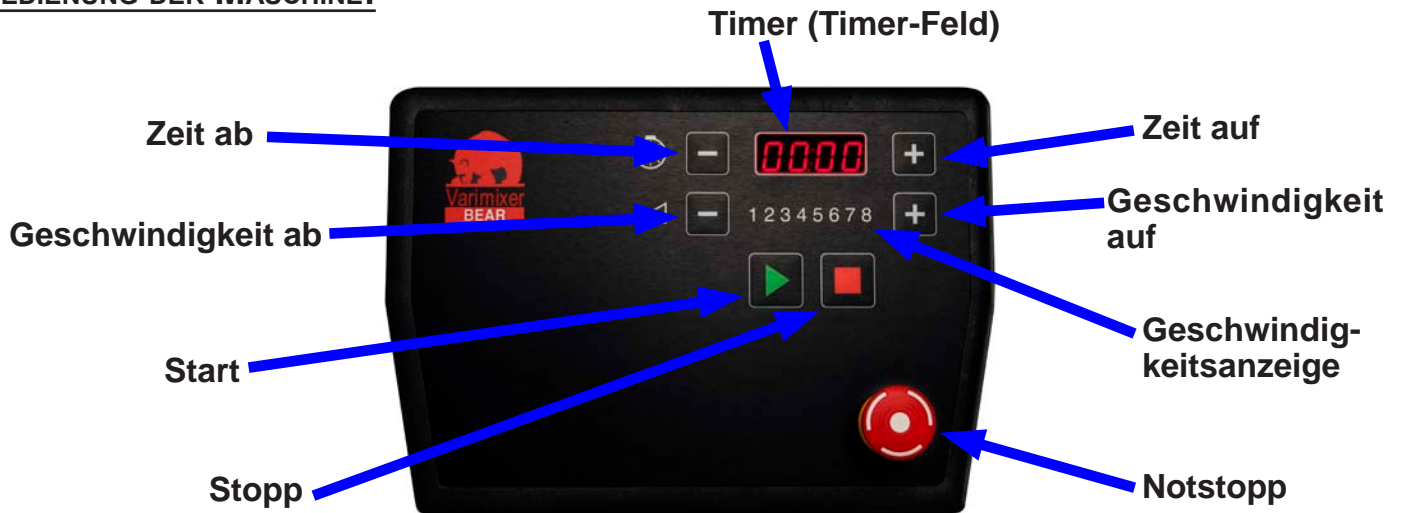 BEDIENUNG DER MASCHINE:
Timer (Timer-Feld)
Zeit ab
Zeit auf
00:00
Varimixer
BEAR
12345678
Geschwindigkeit ab
Geschwindigkeit
auf
Geschwindig-
keitsanzeige
Start
Stopp
Notstopp